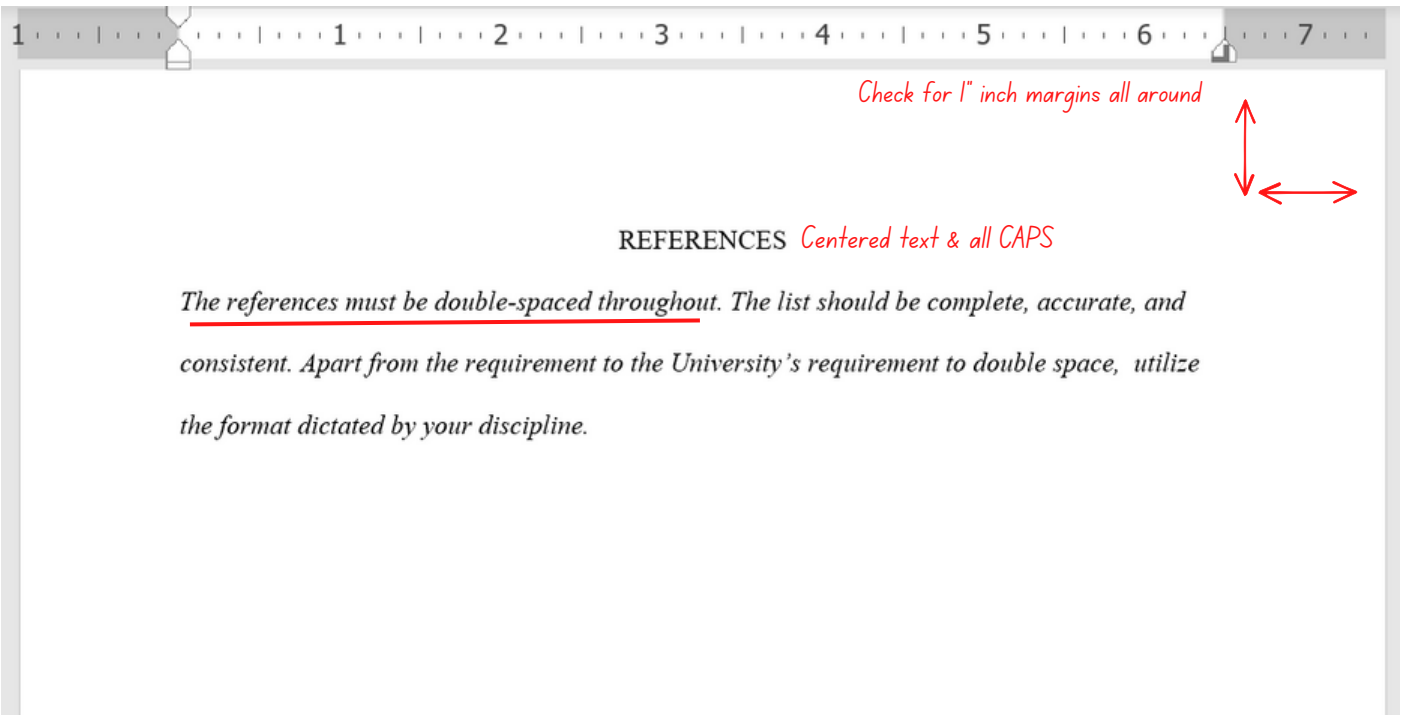 1 1 2 3 4 5 6 7
Check for 1" inch margins all around
REFERENCES Centered text & all CAPS
The references must be double-spaced throughout. The list should be complete, accurate, and
consistent. Apart from the requirement to the University’s requirement to double space, utilize
the format dictated by your discipline.